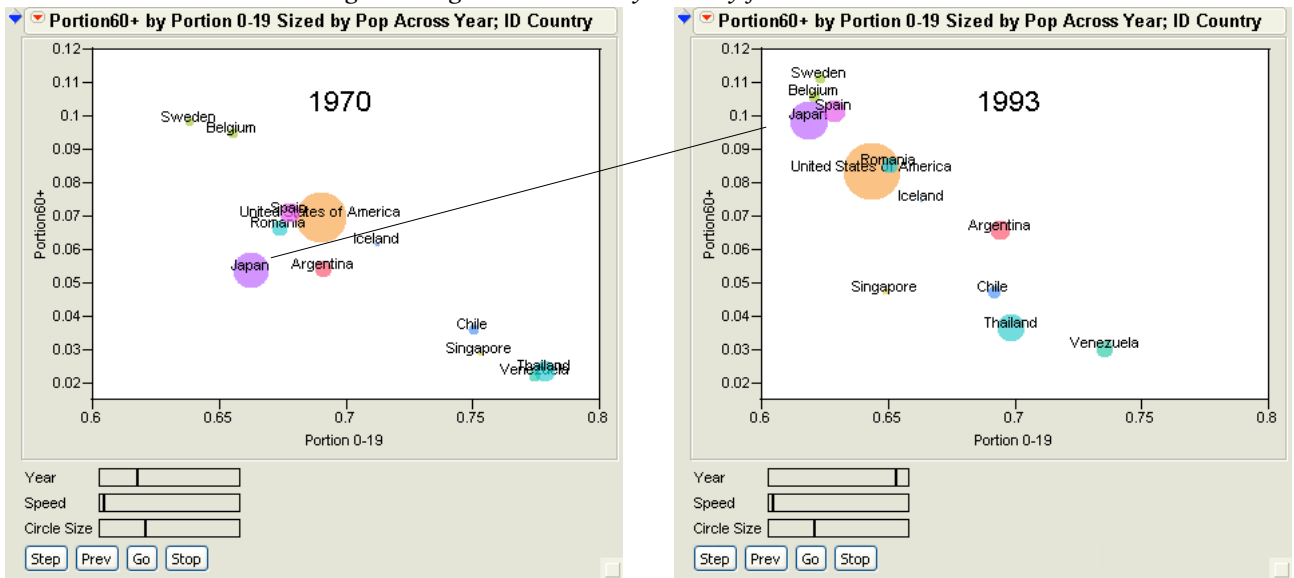 Portion60+ by Portion 0-19 Sized by Pop Across Year; ID Country
0.12
0.11
0.1
0.09
0.08
0.07
0.06
0.05
0.04
0.03
0.02
Portion60+
1970
Sweden
Belgium
Spain
United States of America
Romania
Iceland
Japan
Argentina
Chile
Singapore
Thailand
Venezuela
0.6 0.65 0.7 0.75 0.8
Portion 0-19
Year
Speed
Circle Size
Step Prev Go Stop
Portion60+ by Portion 0-19 Sized by Pop Across Year; ID Country
0.12
0.11
0.1
0.09
0.08
0.07
0.06
0.05
0.04
0.03
0.02
Portion60+
1993
Sweden
Belgium
Spain
Japan
Romania
United States of America
Iceland
Argentina
Singapore
Chile
Thailand
Venezuela
0.6 0.65 0.7 0.75 0.8
Portion 0-19
Year
Speed
Circle Size
Step Prev Go Stop